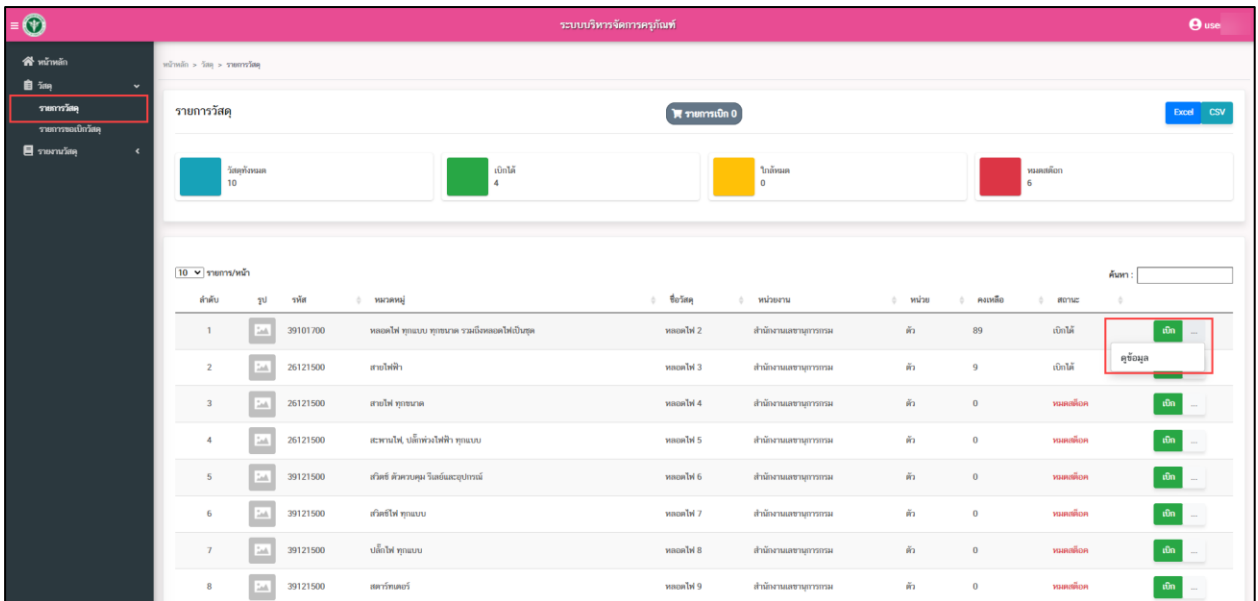 ระบบบริหารจัดการครุภัณฑ์
use
หน้าหลัก
วัสดุ
รายการวัสดุ
รายการขอเบิกวัสดุ
รายงานวัสดุ
หน้าหลัก > วัสดุ > รายการวัสดุ
รายการวัสดุ
รายการเบิก 0
Excel CSV
วัสดุทั้งหมด
10
เบิกได้
4
ใกล้หมด
0
หมดสต๊อก
6
10 รายการ/หน้า
ค้นหา :
ลำดับ รูป รหัส หมวดหมู่ ชื่อวัสดุ หน่วยงาน หน่วย คงเหลือ สถานะ
1 39101700 หลอดไฟ ทุกแบบ ทุกขนาด รวมถึงหลอดไฟเป็นชุด หลอดไฟ 2 สำนักงานเลขานุการกรม ตัว 89 เบิกได้ เบิก ...
ดูข้อมูล
2 26121500 สายไฟฟ้า หลอดไฟ 3 สำนักงานเลขานุการกรม ตัว 9 เบิกได้
3 26121500 สายไฟ ทุกขนาด หลอดไฟ 4 สำนักงานเลขานุการกรม ตัว 0 หมดสต๊อค เบิก ...
4 26121500 สะพานไฟ, ปลั๊กพ่วงไฟฟ้า ทุกแบบ หลอดไฟ 5 สำนักงานเลขานุการกรม ตัว 0 หมดสต๊อค เบิก ...
5 39121500 สวิตช์ ตัวควบคุม รีเลย์และอุปกรณ์ หลอดไฟ 6 สำนักงานเลขานุการกรม ตัว 0 หมดสต๊อค เบิก ...
6 39121500 สวิตช์ไฟ ทุกแบบ หลอดไฟ 7 สำนักงานเลขานุการกรม ตัว 0 หมดสต๊อค เบิก ...
7 39121500 ปลั๊กไฟ ทุกแบบ หลอดไฟ 8 สำนักงานเลขานุการกรม ตัว 0 หมดสต๊อค เบิก ...
8 39121500 สตาร์ทเตอร์ หลอดไฟ 9 สำนักงานเลขานุการกรม ตัว 0 หมดสต๊อค เบิก ...